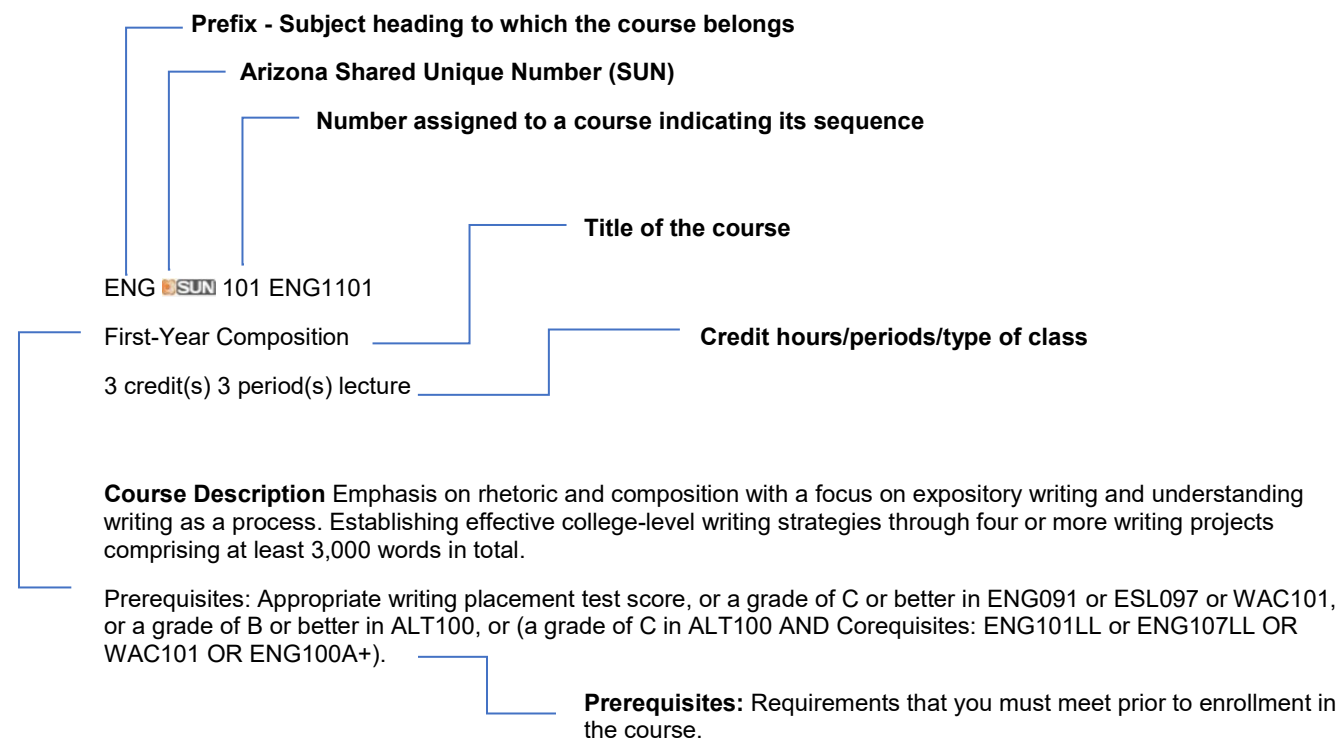 Prefix - Subject heading to which the course belongs
Arizona Shared Unique Number (SUN)
Number assigned to a course indicating its sequence
Title of the course
ENG SUN 101 ENG1101
First-Year Composition
Credit hours/periods/type of class
3 credit(s) 3 period(s) lecture
Course Description Emphasis on rhetoric and composition with a focus on expository writing and understanding
writing as a process. Establishing effective college-level writing strategies through four or more writing projects
comprising at least 3,000 words in total.
Prerequisites: Appropriate writing placement test score, or a grade of C or better in ENG091 or ESL097 or WAC101,
or a grade of B or better in ALT100, or (a grade of C in ALT100 AND Corequisites: ENG101LL or ENG107LL OR
WAC101 OR ENG100A+).
Prerequisites: Requirements that you must meet prior to enrollment in
the course.